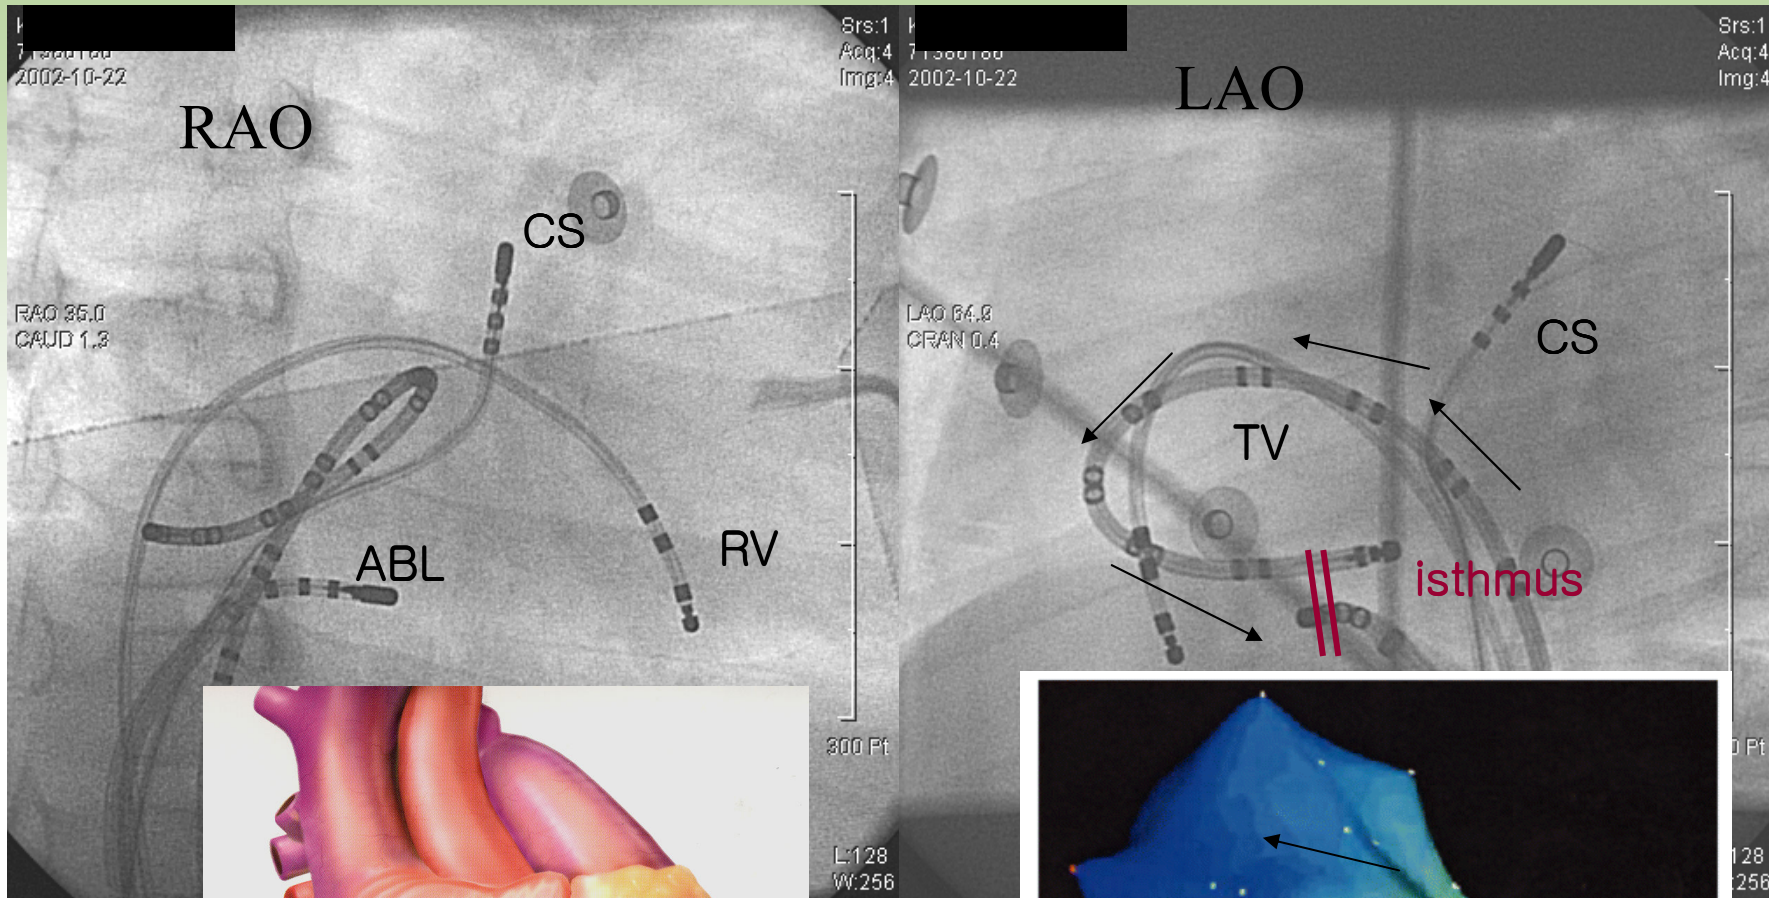 Srs:1
Acq:4
2002-10-22
Img:4
RAO
CS
RAO 35.0
CAUD 1.3
ABL
RV
300 Pt
L:128
W:256
Srs:1
Acq:4
2002-10-22
Img:4
LAO
LAO 64.9
CRAN 0.4
CS
TV
isthmus
Pt
128
:256